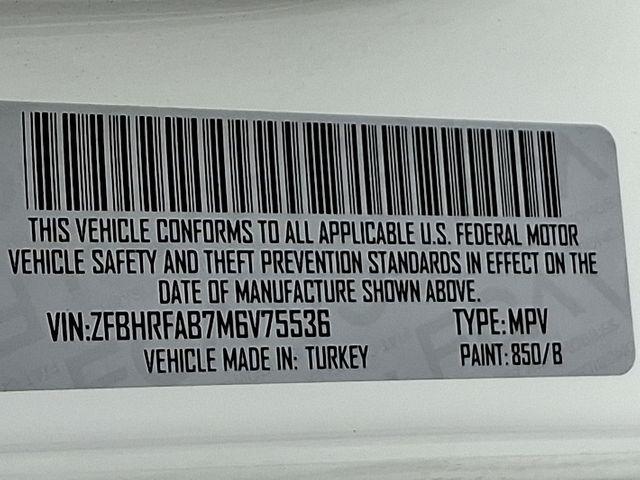 THIS VEHICLE CONFORMS TO ALL APPLICABLE U.S. FEDERAL MOTOR
VEHICLE SAFETY AND THEFT PREVENTION STANDARDS IN EFFECT ON THE
DATE OF MANUFACTURE SHOWN ABOVE.
VIN:ZFBHRFAB7M6V75536 TYPE:MPV
VEHICLE MADE IN: TURKEY PAINT:850/B